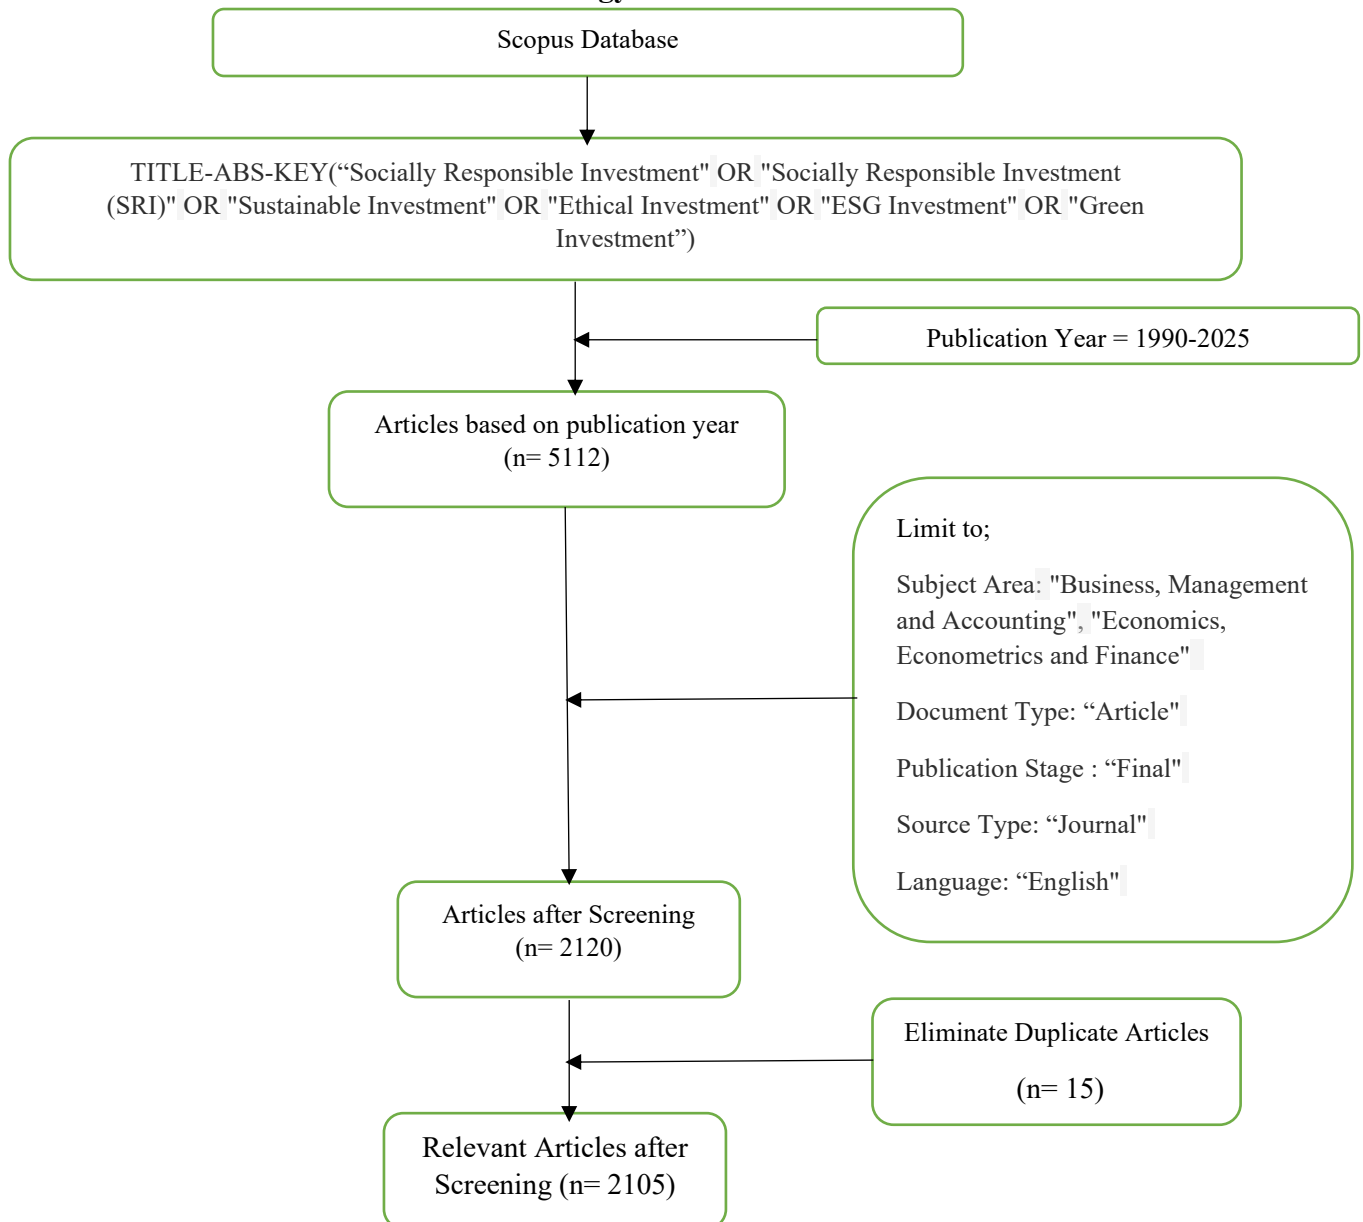 gy
Scopus Database
TITLE-ABS-KEY(“Socially Responsible Investment" OR "Socially Responsible Investment
(SRI)" OR "Sustainable Investment" OR "Ethical Investment" OR "ESG Investment" OR "Green
Investment”)
Publication Year = 1990-2025
Articles based on publication year
(n= 5112)
Limit to;
Subject Area: "Business, Management
and Accounting", "Economics,
Econometrics and Finance"
Document Type: “Article"
Publication Stage : “Final"
Source Type: “Journal"
Language: “English"
Articles after Screening
(n= 2120)
Eliminate Duplicate Articles
(n= 15)
Relevant Articles after
Screening (n= 2105)